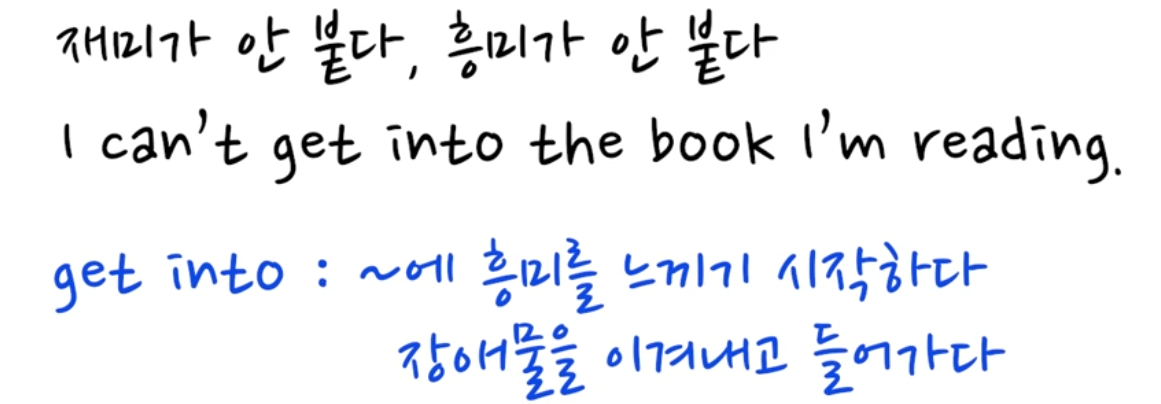 재미가 안 붙다, 흥미가 안 붙다
I can't get into the book I'm reading.
get into : ~에 흥미를 느끼기 시작하다
장애물을 이겨내고 들어가다